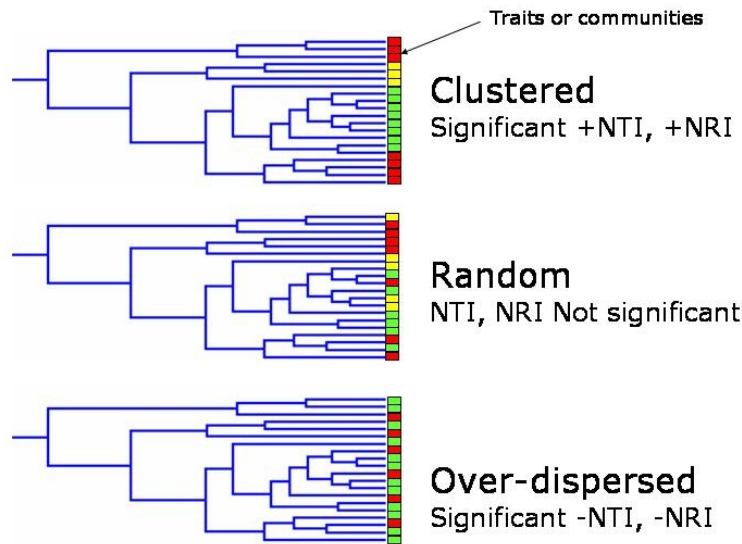 Traits or communities
Clustered
Significant +NTI, +NRI
Random
NTI, NRI Not significant
Over-dispersed
Significant -NTI, -NRI